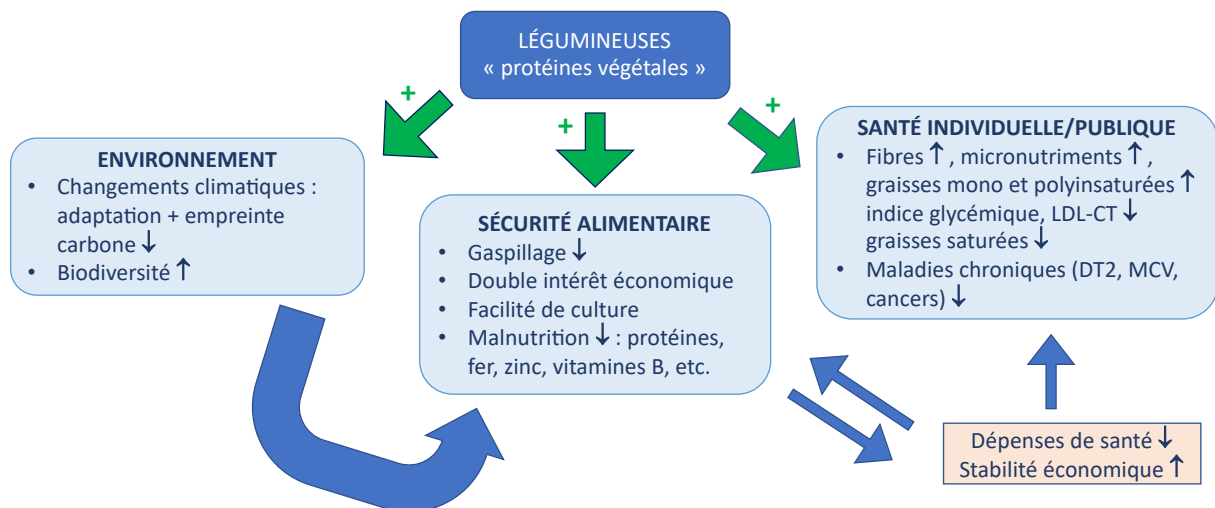 LÉGUMINEUSES
« protéines végétales »
+
+
+
ENVIRONNEMENT
• Changements climatiques :
adaptation + empreinte
carbone ↓
• Biodiversité ↑
SÉCURITÉ ALIMENTAIRE
• Gaspillage ↓
• Double intérêt économique
• Facilité de culture
• Malnutrition ↓ : protéines,
fer, zinc, vitamines B, etc.
SANTÉ INDIVIDUELLE/PUBLIQUE
• Fibres ↑ , micronutriments ↑ ,
graisses mono et polyinsaturées ↑
indice glycémique, LDL-CT ↓
graisses saturées ↓
• Maladies chroniques (DT2, MCV,
cancers) ↓
Dépenses de santé ↓
Stabilité économique ↑